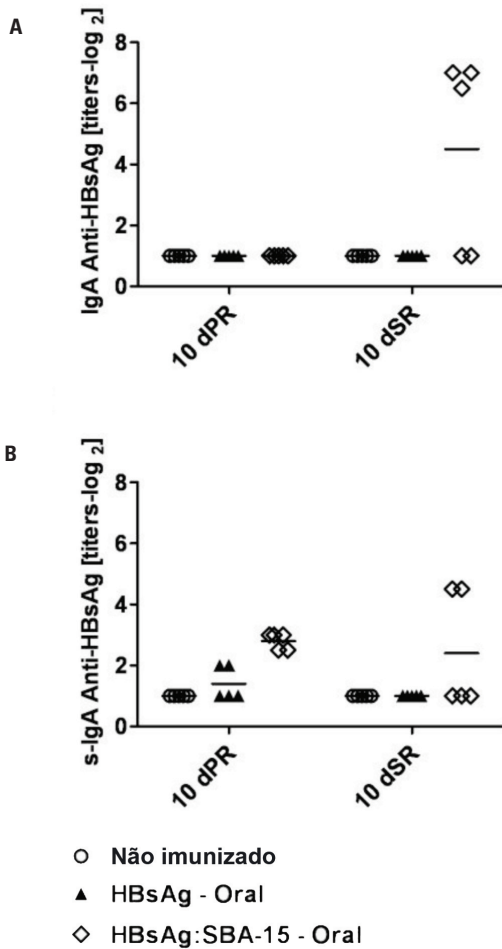 A
IgA Anti-HBsAg [titers-log 2]
8
6
4
2
0
10 dPR
10 dSR
B
s-IgA Anti-HBsAg [titers-log 2]
8
6
4
2
0
10 dPR
10 dSR
Não imunizado
HBsAg - Oral
HBsAg:SBA-15 - Oral